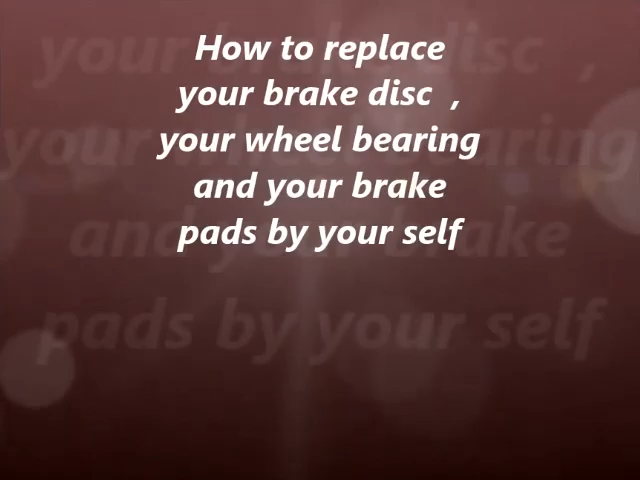 How to replace
your brake disc  ,
your wheel bearing
and your brake
pads by your self